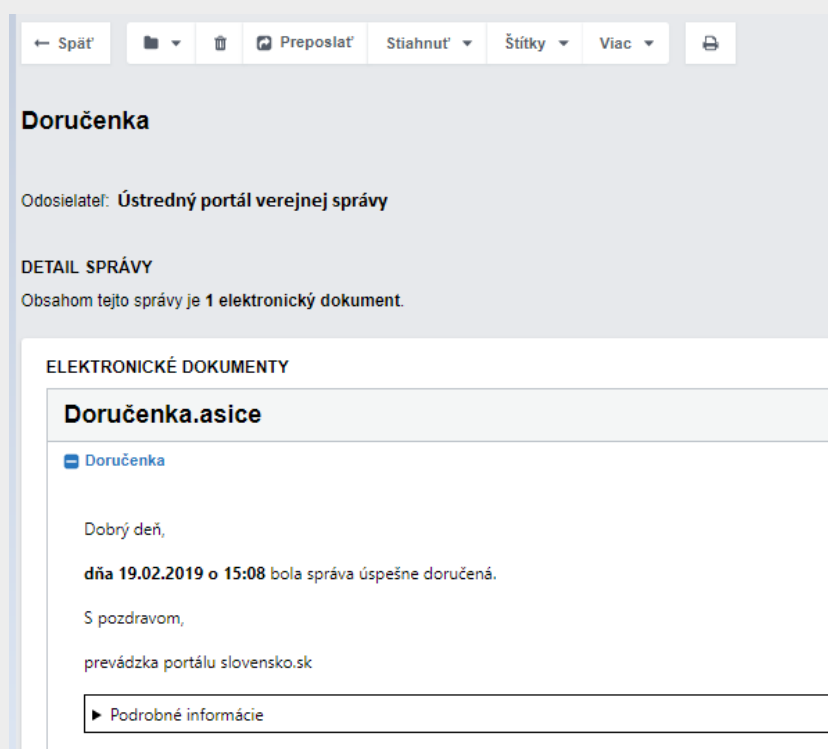 ← Späť Preposlať Stiahnuť Štítky Viac
Doručenka
Odosielateľ: Ústredný portál verejnej správy
DETAIL SPRÁVY
Obsahom tejto správy je 1 elektronický dokument.
ELEKTRONICKÉ DOKUMENTY
Doručenka.asice
Doručenka
Dobrý deň,
dňa 19.02.2019 o 15:08 bola správa úspešne doručená.
S pozdravom,
prevádzka portálu slovensko.sk
Podrobné informácie